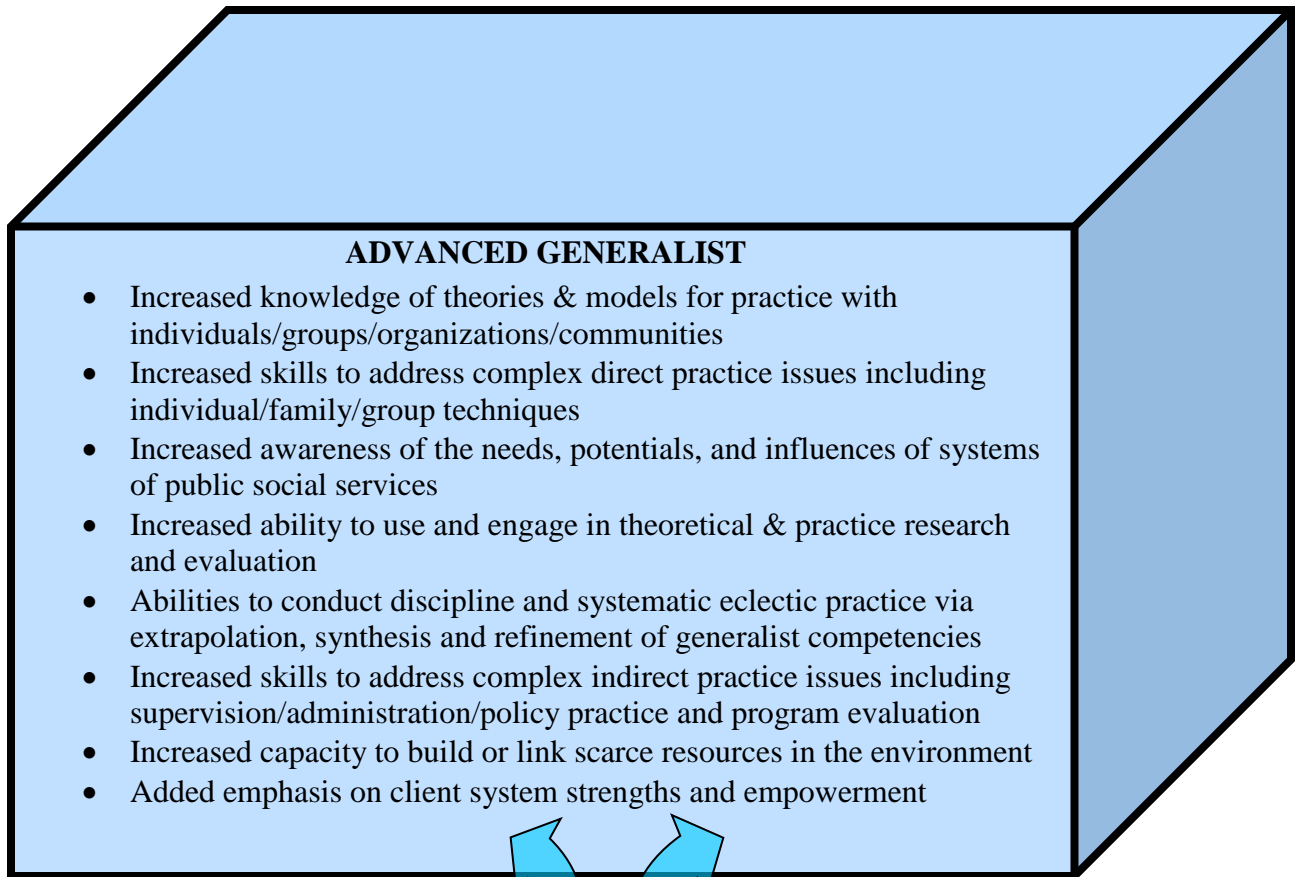 ADVANCED GENERALIST
• Increased knowledge of theories & models for practice with
individuals/groups/organizations/communities
• Increased skills to address complex direct practice issues including
individual/family/group techniques
• Increased awareness of the needs, potentials, and influences of systems
of public social services
• Increased ability to use and engage in theoretical & practice research
and evaluation
• Abilities to conduct discipline and systematic eclectic practice via
extrapolation, synthesis and refinement of generalist competencies
• Increased skills to address complex indirect practice issues including
supervision/administration/policy practice and program evaluation
• Increased capacity to build or link scarce resources in the environment
• Added emphasis on client system strengths and empowerment